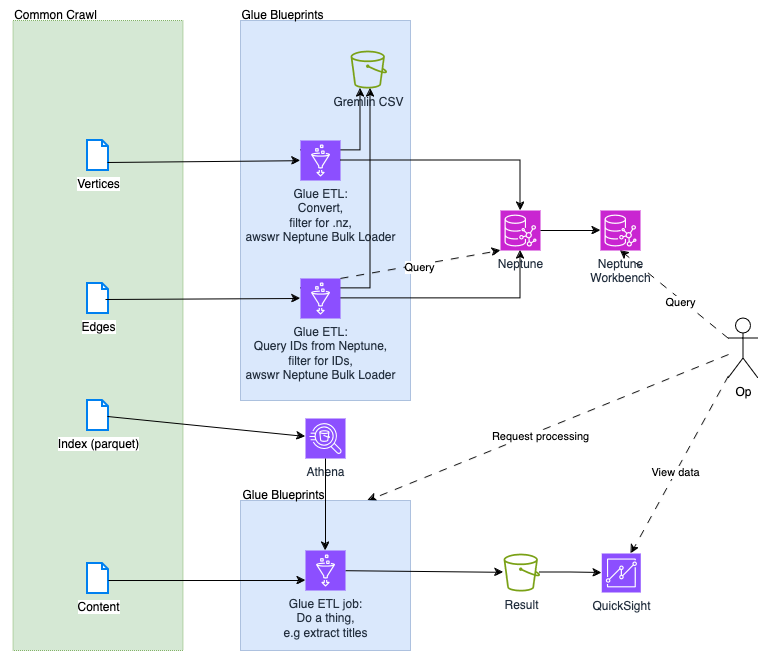 Common Crawl
Glue Blueprints
Gremlin CSV
Vertices
Glue ETL:
Convert,
filter for .nz,
awswr Neptune Bulk Loader
Neptune
Neptune
Workbench
Query
Query
Edges
Glue ETL:
Query IDs from Neptune,
filter for IDs,
awswr Neptune Bulk Loader
Op
Index (parquet)
Athena
Request processing
View data
Glue Blueprints
Content
Glue ETL job:
Do a thing,
e.g extract titles
Result
QuickSight